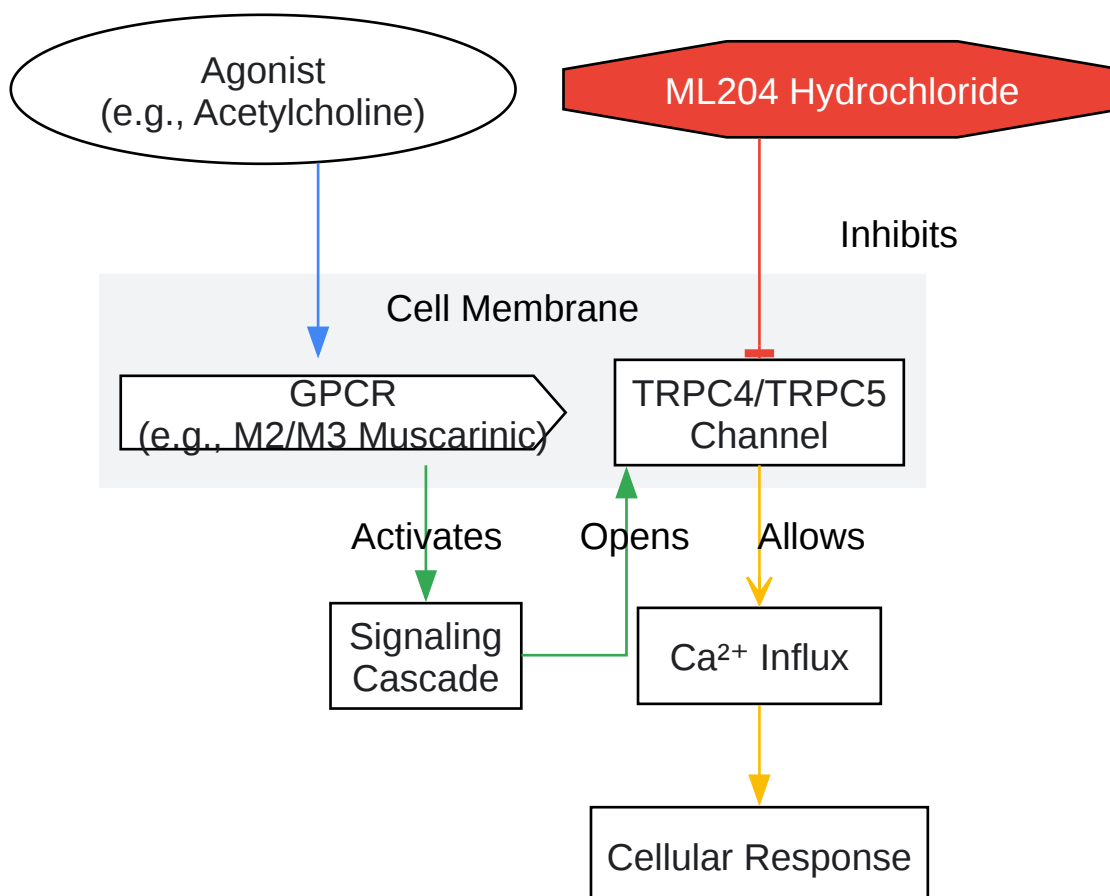 Agonist
(e.g., Acetylcholine)
ML204 Hydrochloride
Inhibits
Cell Membrane
GPCR
(e.g., M2/M3 Muscarinic)
TRPC4/TRPC5
Channel
Activates
Opens
Allows
Signaling
Cascade
Ca²⁺ Influx
Cellular Response